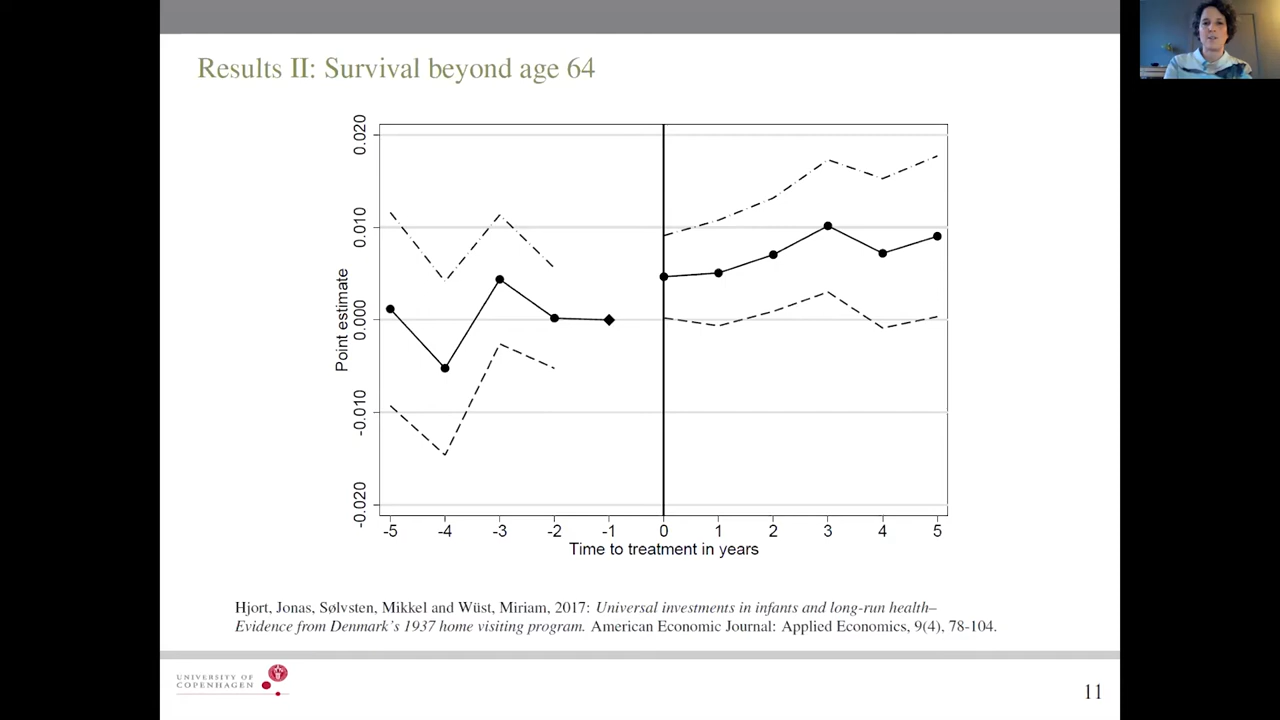 Results II: Survival beyond age 64
0.020
0.010
0.000
-0.010
-0.020
Point estimate
-5 -4 -3 -2 -1 0 1 2 3 4 5
Time to treatment in years
Hjort, Jonas, Sølvsten, Mikkel and Wüst, Miriam, 2017: Universal investments in infants and long-run health–
Evidence from Denmark's 1937 home visiting program. American Economic Journal: Applied Economics, 9(4), 78-104.
UNIVERSITY OF
COPENHAGEN
11